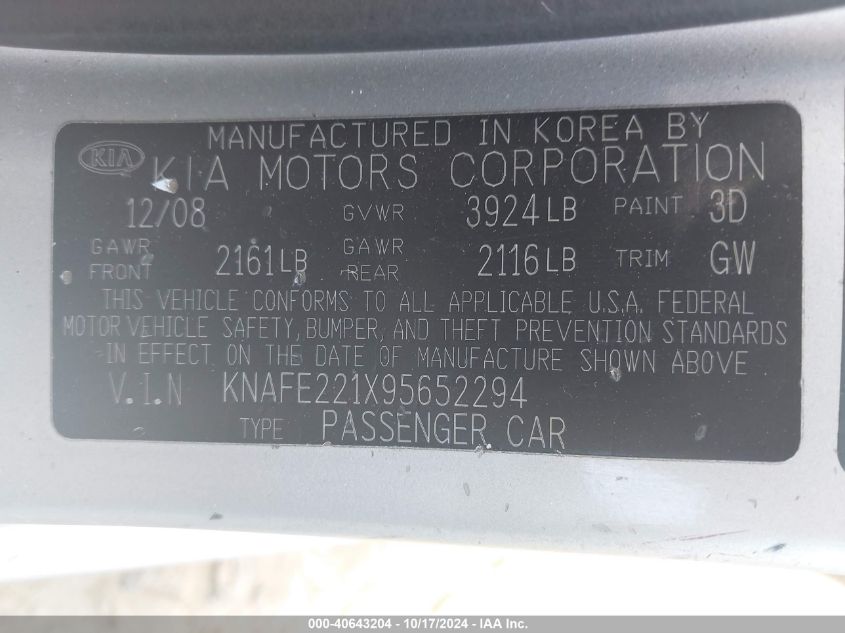 MANUFACTURED IN KOREA BY
KIA KIA MOTORS CORPORATION
12/08 GVWR 3924LB PAINT 3D
GAWR FRONT 2161LB GAWR REAR 2116LB TRIM GW
THIS VEHICLE CONFORMS TO ALL APPLICABLE U.S.A. FEDERAL
MOTOR VEHICLE SAFETY, BUMPER, AND THEFT PREVENTION STANDARDS
IN EFFECT ON THE DATE OF MANUFACTURE SHOWN ABOVE
V.I.N KNAFE221X95652294
TYPE PASSENGER CAR
000-40643204 - 10/17/2024 - IAA Inc.